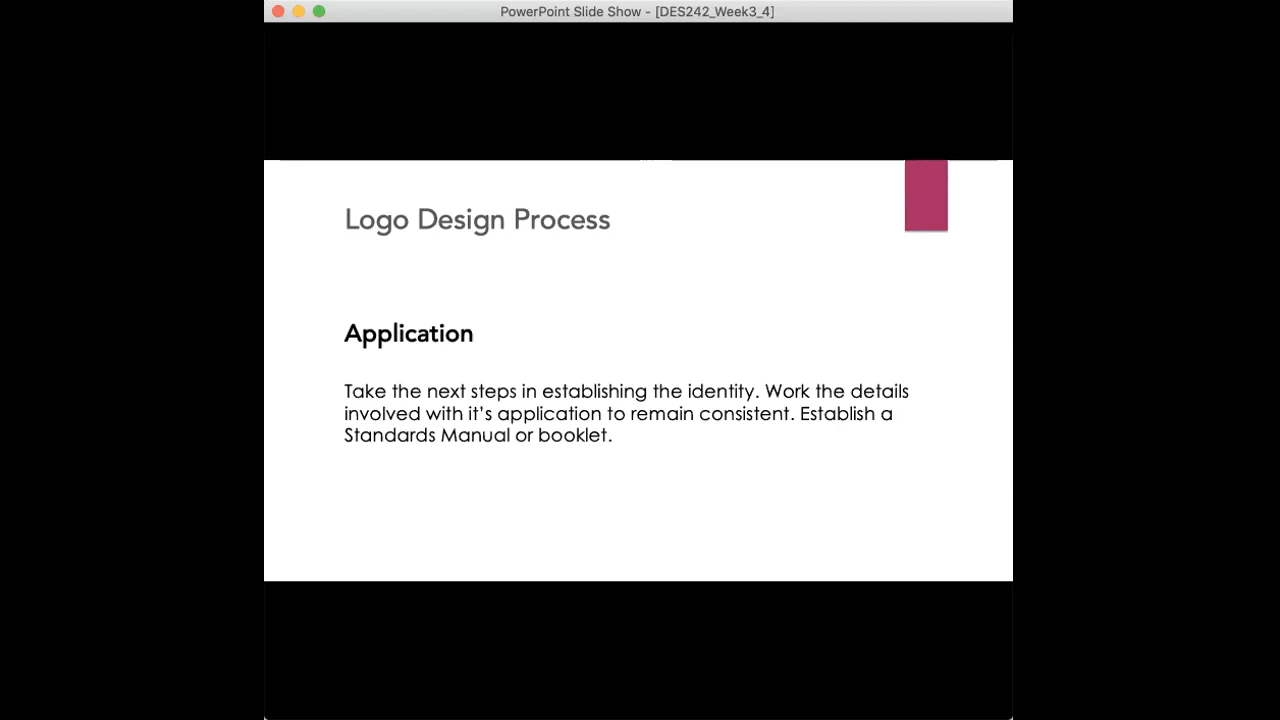 PowerPoint Slide Show - [DES242_Week3_4]
Logo Design Process
Application
Take the next steps in establishing the identity. Work the details
involved with it’s application to remain consistent. Establish a
Standards Manual or booklet.